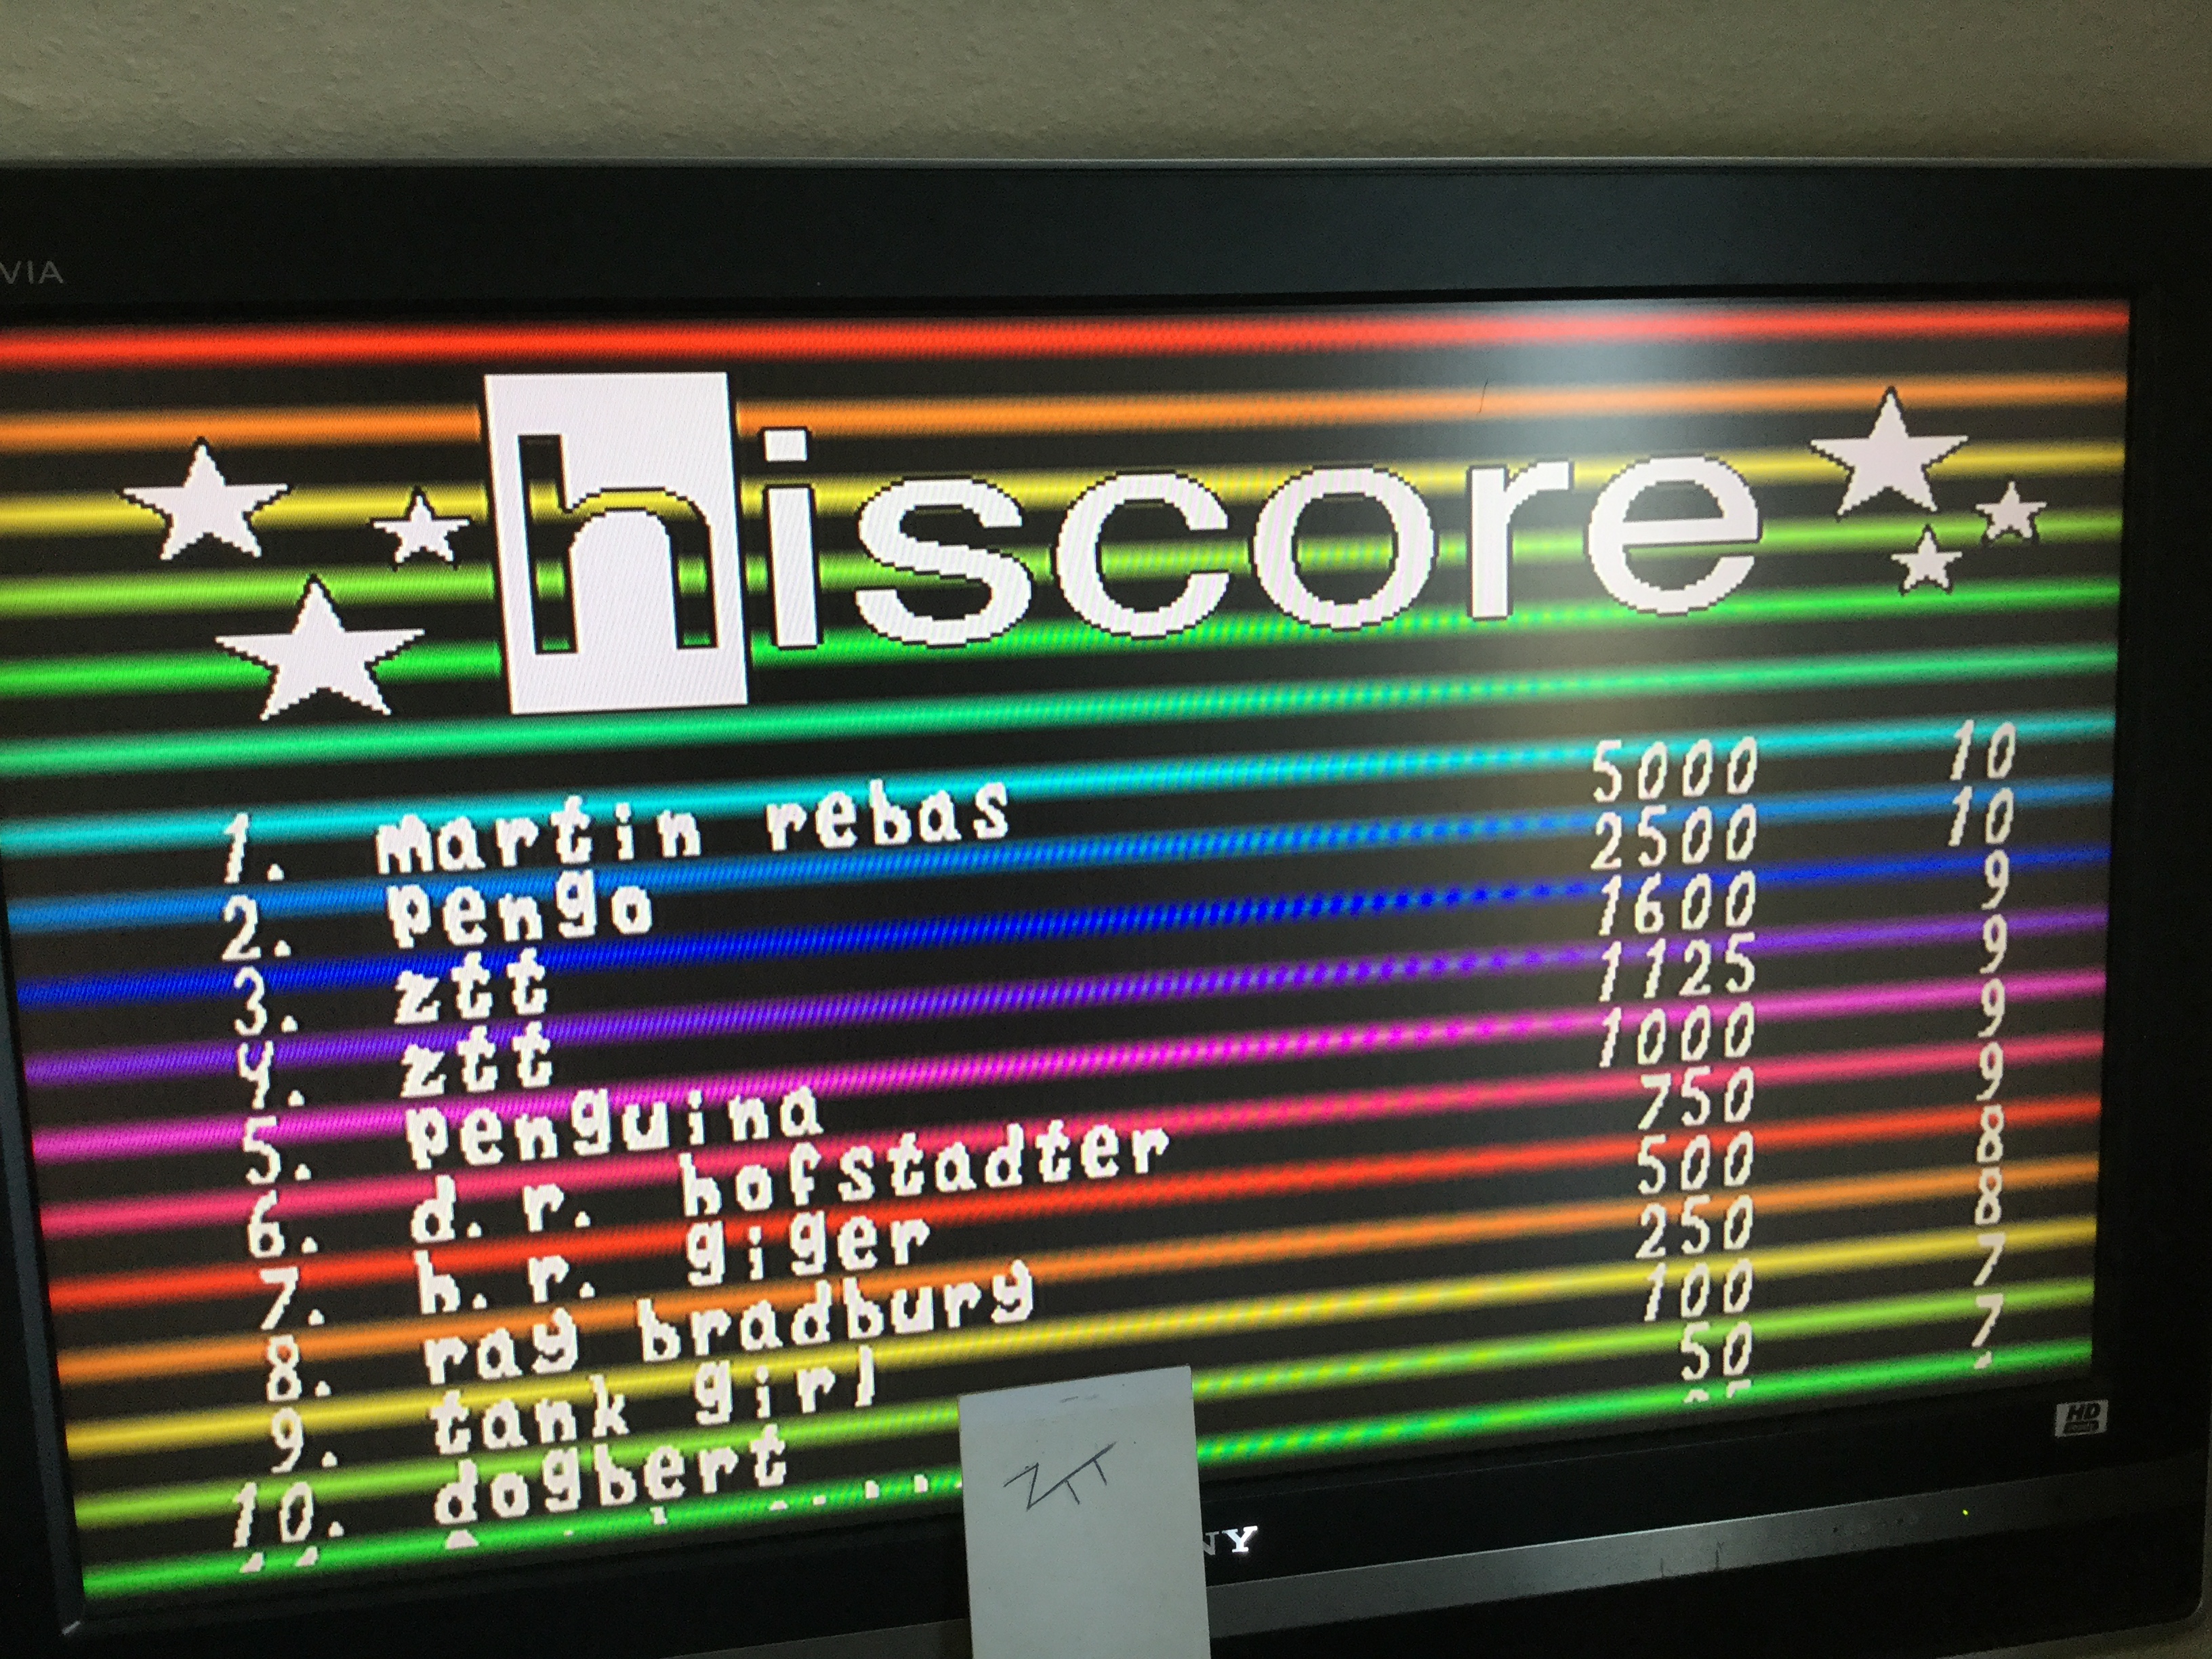 VIA
hiscore
1. martin rebas 5000 10
2. pengo 2500 10
3. ztt 1600 9
4. ztt 1125 9
5. penguina 1000 9
6. d.r. hofstadter 750 9
7. h.r. giger 500 8
8. ray bradbury 250 8
9. tank girl 100 7
10. dogbert 50 7
HD
ZTT
NY